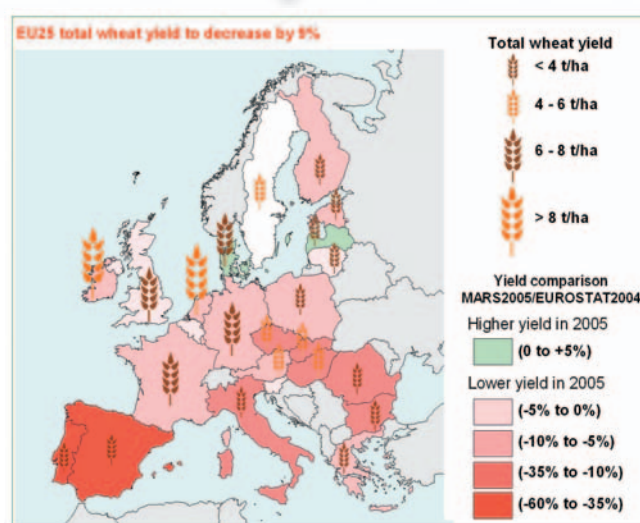 EU25 total wheat yield to decrease by 9%
Total wheat yield
< 4 t/ha
4 - 6 t/ha
6 - 8 t/ha
> 8 t/ha
Yield comparison
MARS2005/EUROSTAT2004
Higher yield in 2005
(0 to +5%)
Lower yield in 2005
(-5% to 0%)
(-10% to -5%)
(-35% to -10%)
(-60% to -35%)